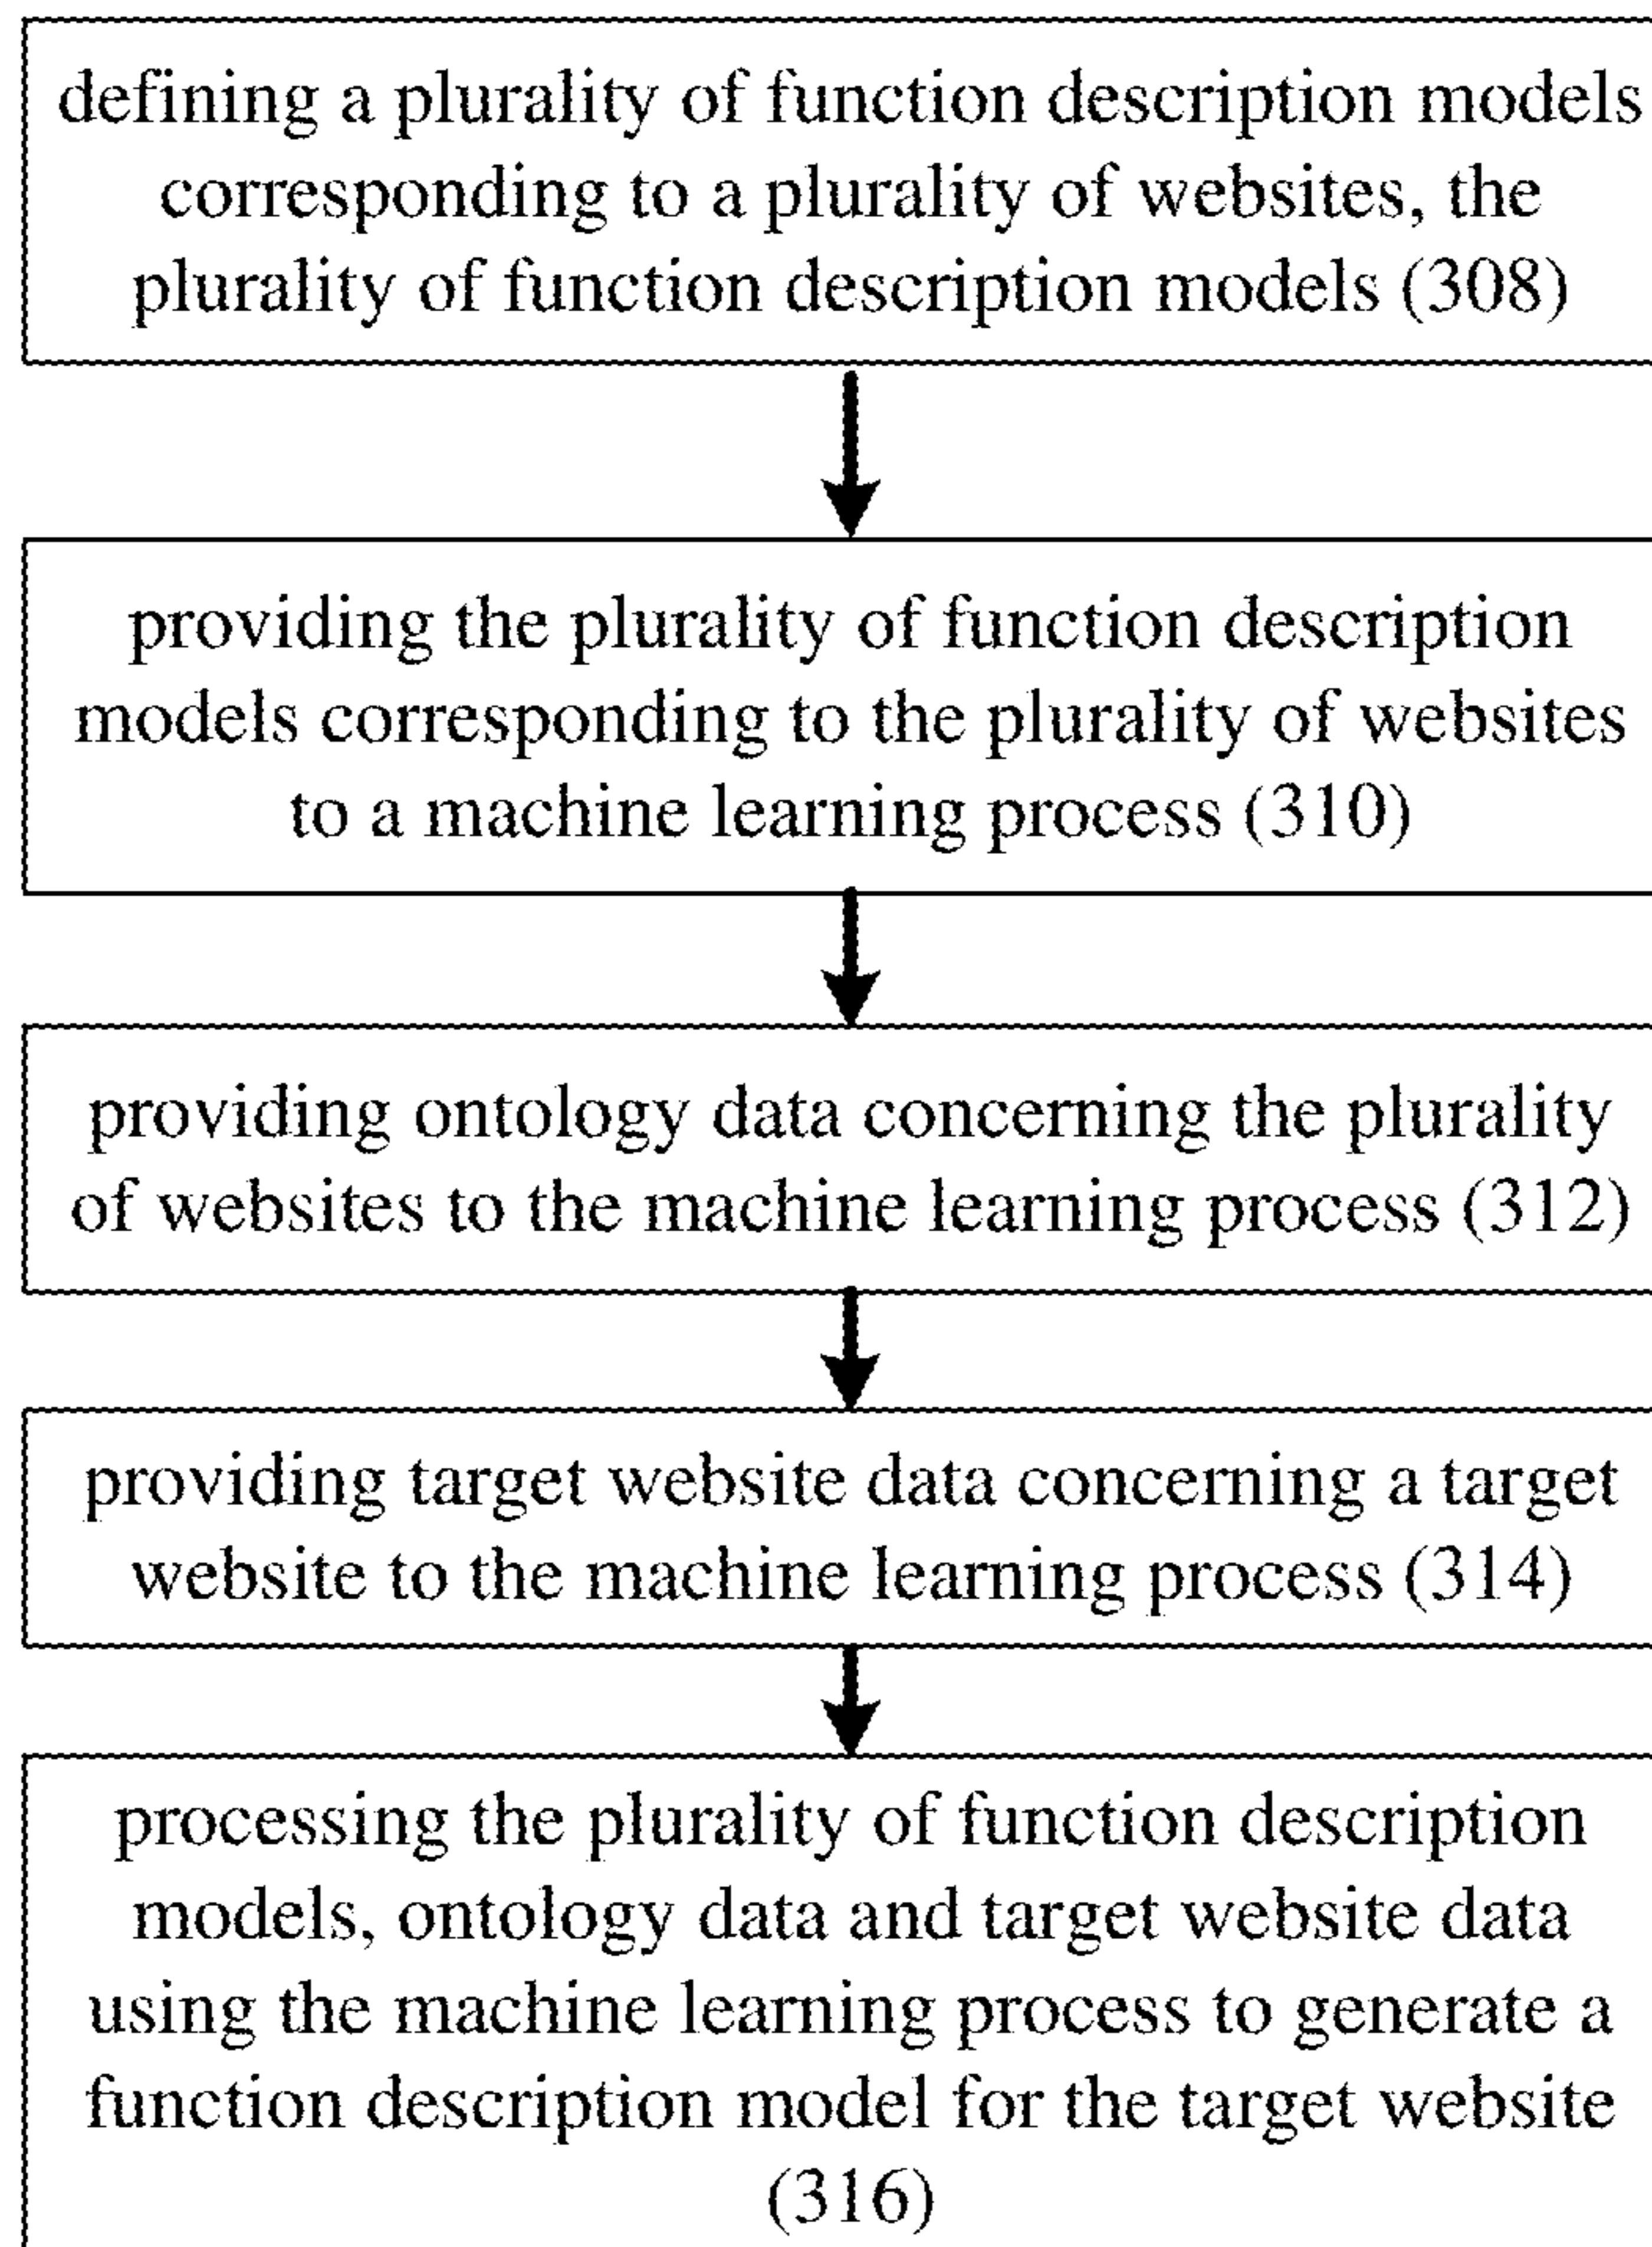 defining a plurality of function description models
corresponding to a plurality of websites, the
plurality of function description models (308)
providing the plurality of function description
models corresponding to the plurality of websites
to a machine learning process (310)
providing ontology data concerning the plurality
of websites to the machine learning process (312)
providing target website data concerning a target
website to the machine learning process (314)
processing the plurality of function description
models, ontology data and target website data
using the machine learning process to generate a
function description model for the target website
(316)